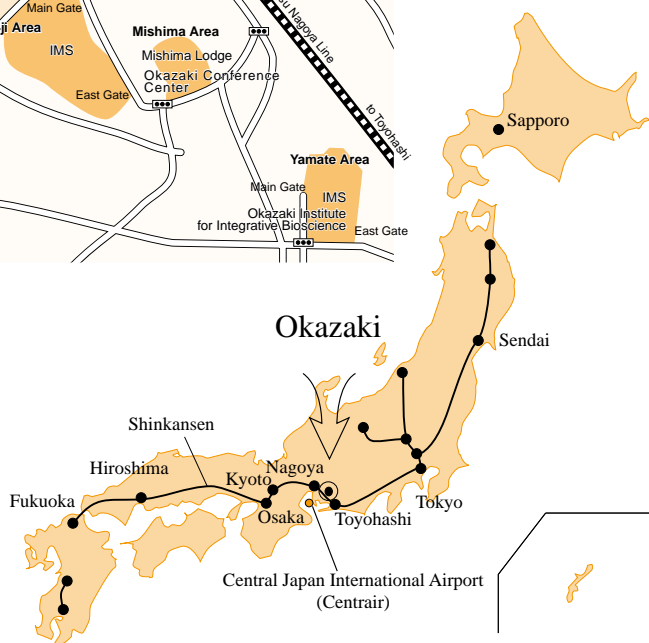 Main Gate
ji Area
IMS
East Gate
Mishima Area
Mishima Lodge
Okazaki Conference
Center
su Nagoya Line
to Toyohashi
Yamate Area
Main Gate
IMS
Okazaki Institute
for Integrative Bioscience
East Gate
Sapporo
Okazaki
Sendai
Shinkansen
Hiroshima
Kyoto
Nagoya
Fukuoka
Osaka
Toyohashi
Tokyo
Central Japan International Airport
(Centrair)